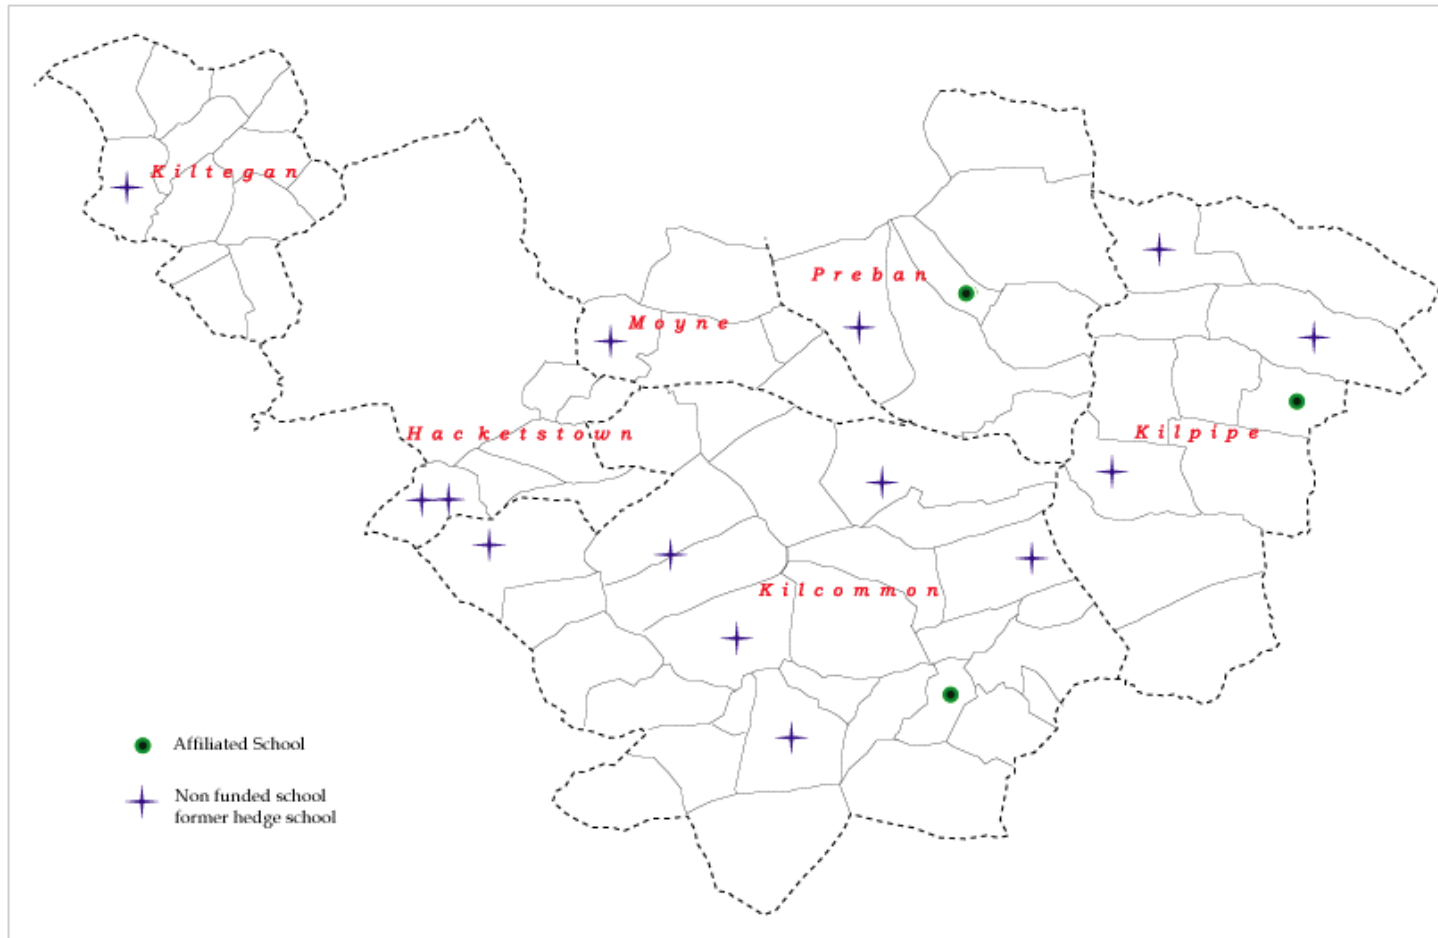 Kiltegan
Preban
Moyne
Hacketstown
Kilpipe
Kilcommon
Affiliated School
Non funded school
former hedge school